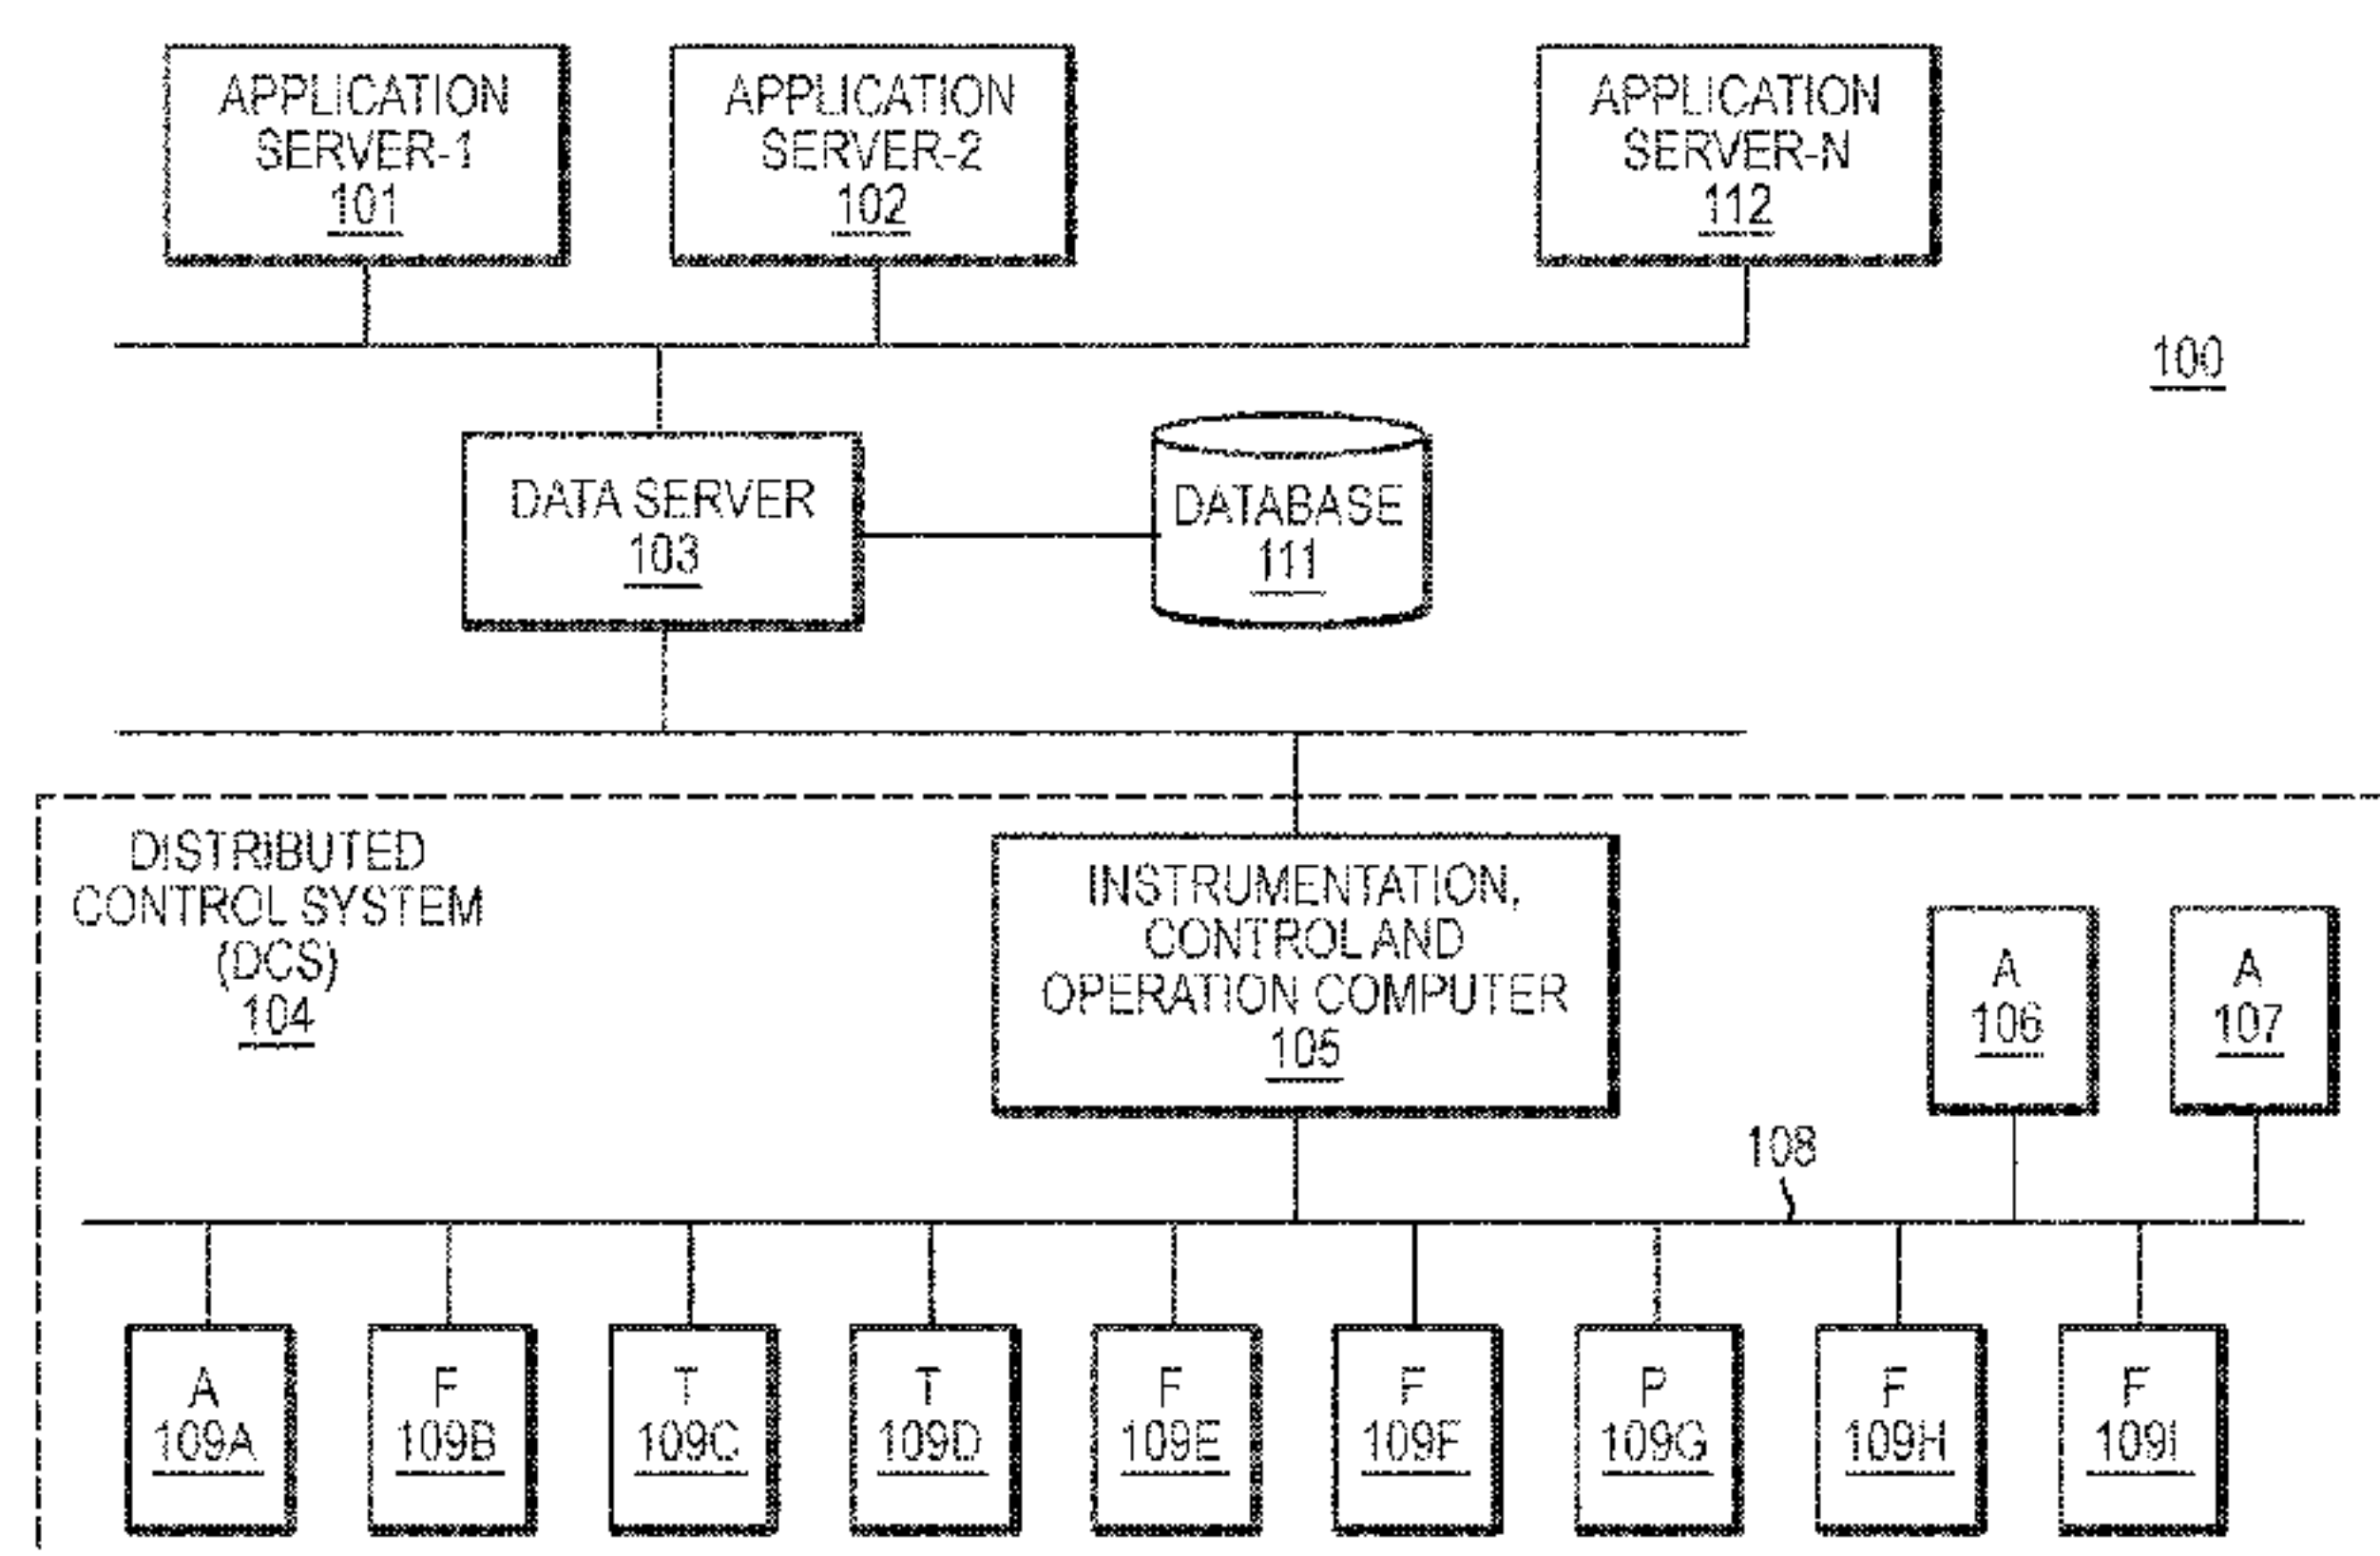 APPLICATION
SERVER-1
101
APPLICATION
SERVER-2
102
APPLICATION
SERVER-N
112
100
DATA SERVER
103
DATABASE
111
DISTRIBUTED
CONTROL SYSTEM
(DCS)
104
INSTRUMENTATION,
CONTROL AND
OPERATION COMPUTER
105
A
106
A
107
108
A
109A
F
109B
T
109C
T
109D
F
109E
F
109F
P
109G
F
109H
F
109I